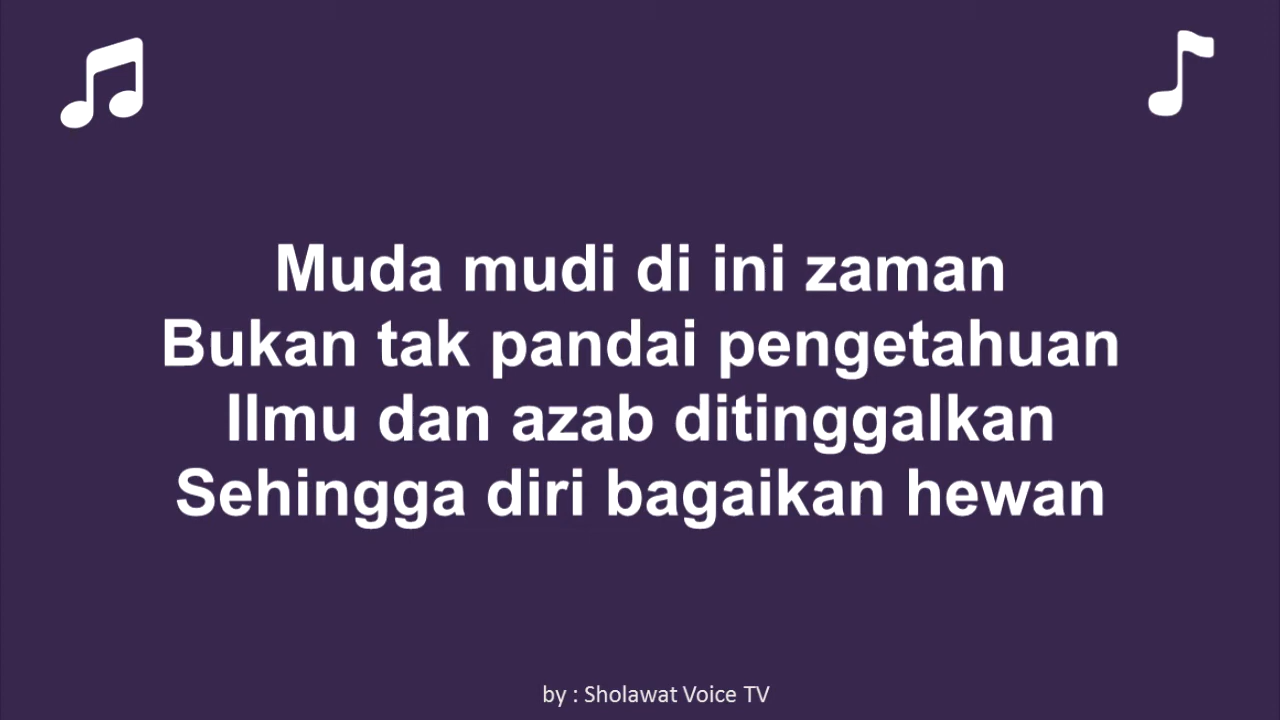 Muda mudi di ini zaman
Bukan tak pandai pengetahuan
Ilmu dan azab ditinggalkan
Sehingga diri bagaikan hewan
by : Sholawat Voice TV